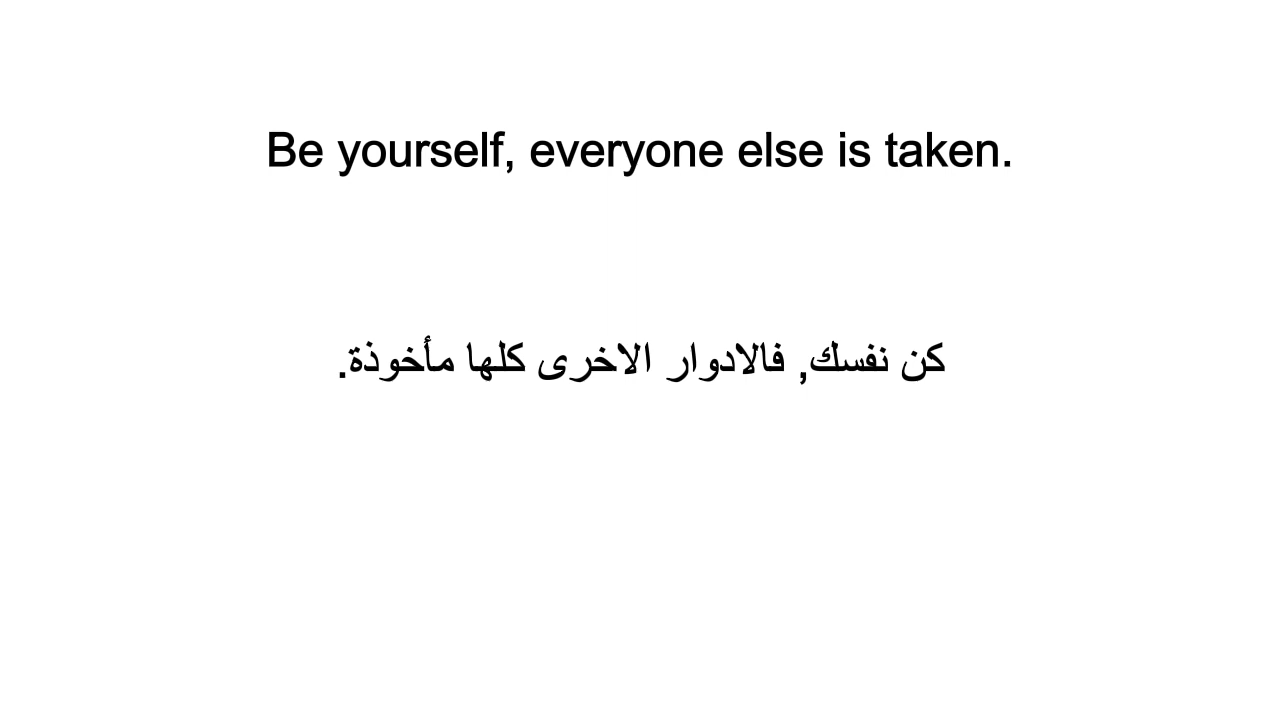 Be yourself, everyone else is taken.
كن نفسك, فالادوار الاخرى كلها مأخوذة.